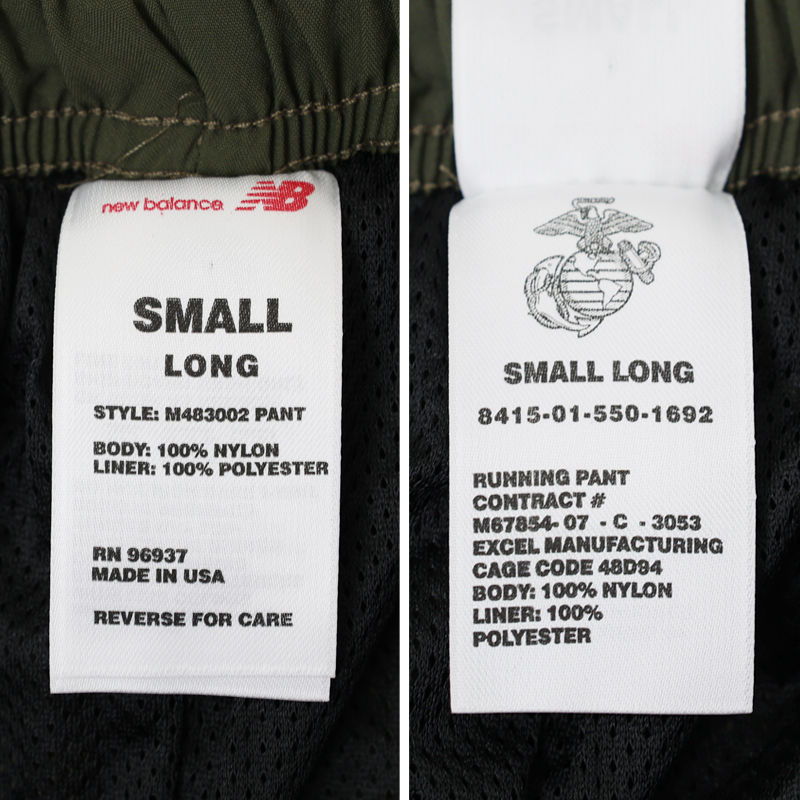 new balance NB
SMALL
LONG
STYLE: M483002 PANT
BODY: 100% NYLON
LINER: 100% POLYESTER
RN 96937
MADE IN USA
REVERSE FOR CARE
SMALL LONG
8415-01-550-1692
RUNNING PANT
CONTRACT #
M67854- 07 - C - 3053
EXCEL MANUFACTURING
CAGE CODE 48D94
BODY: 100% NYLON
LINER: 100%
POLYESTER